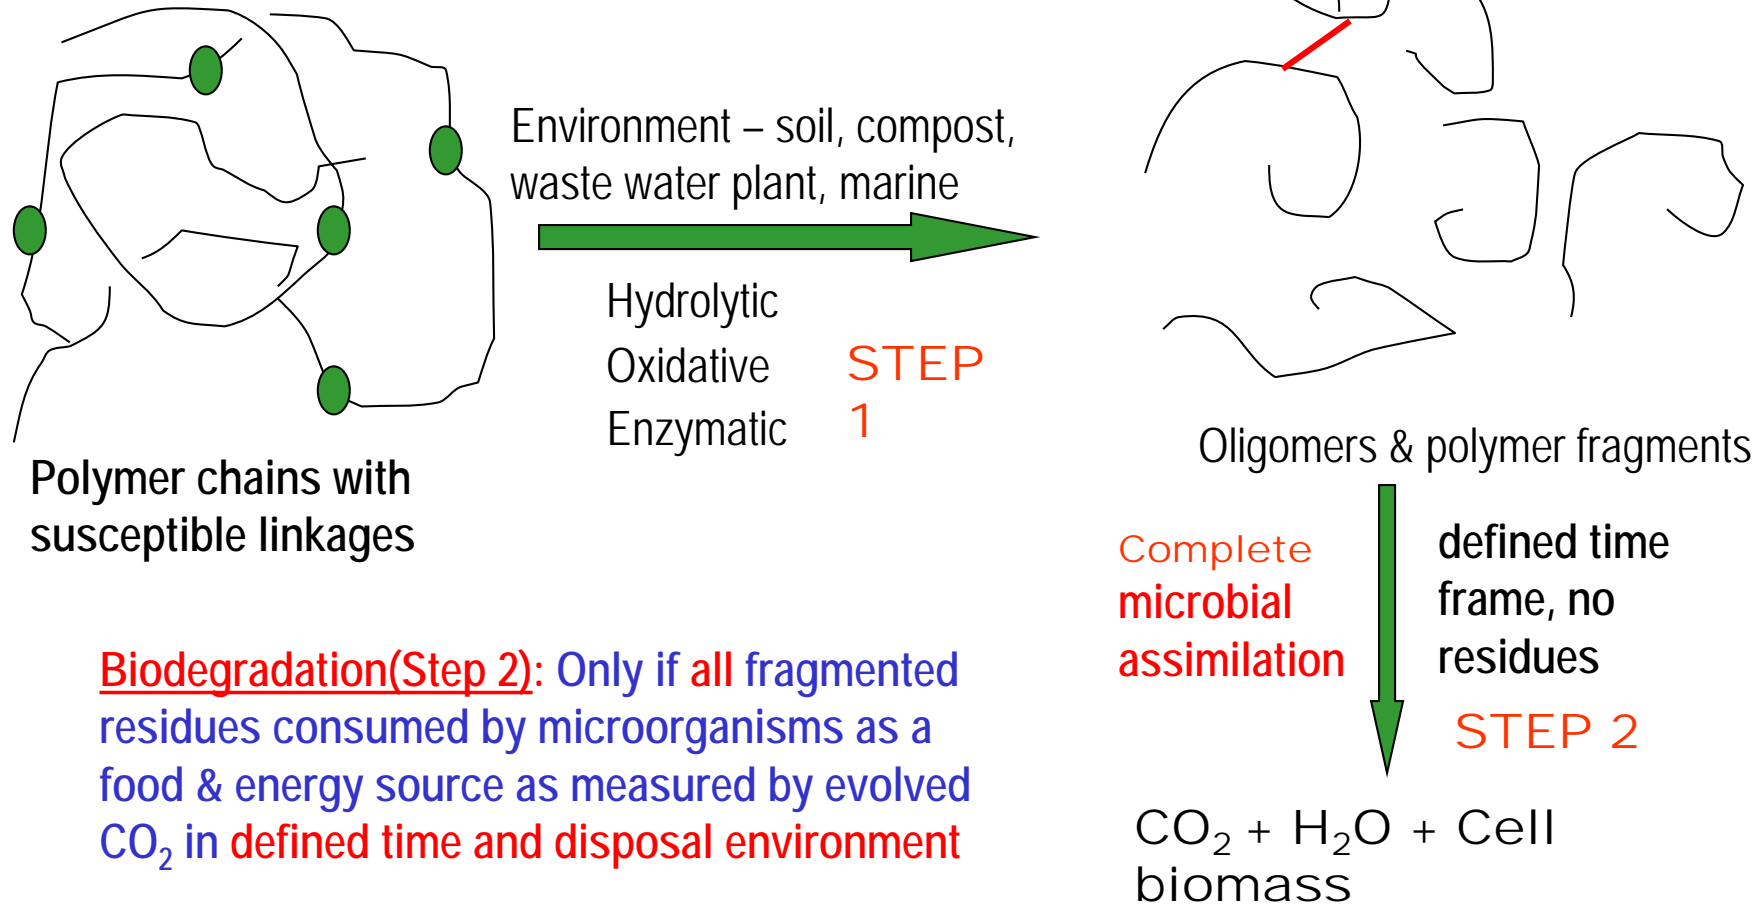 Environment – soil, compost,
waste water plant, marine
Hydrolytic
Oxidative
Enzymatic
STEP
1
Polymer chains with
susceptible linkages
Oligomers & polymer fragments
Complete
microbial
assimilation
defined time
frame, no
residues
STEP 2
Biodegradation(Step 2): Only if all fragmented
residues consumed by microorganisms as a
food & energy source as measured by evolved
CO₂ in defined time and disposal environment
CO₂ + H₂O + Cell
biomass